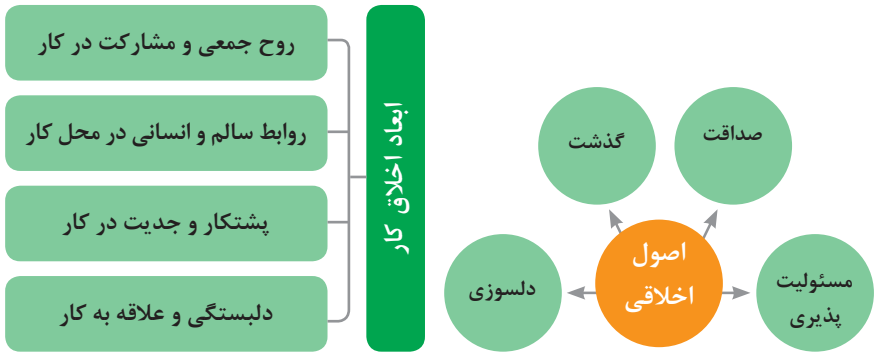 صداقت
گذشت
مسئولیت
پذیری
اصول
اخلاقی
دلسوزی
ابعاد اخلاق کار
روح جمعی و مشارکت در کار
روابط سالم و انسانی در محل کار
پشتکار و جدیت در کار
دلبستگی و علاقه به کار